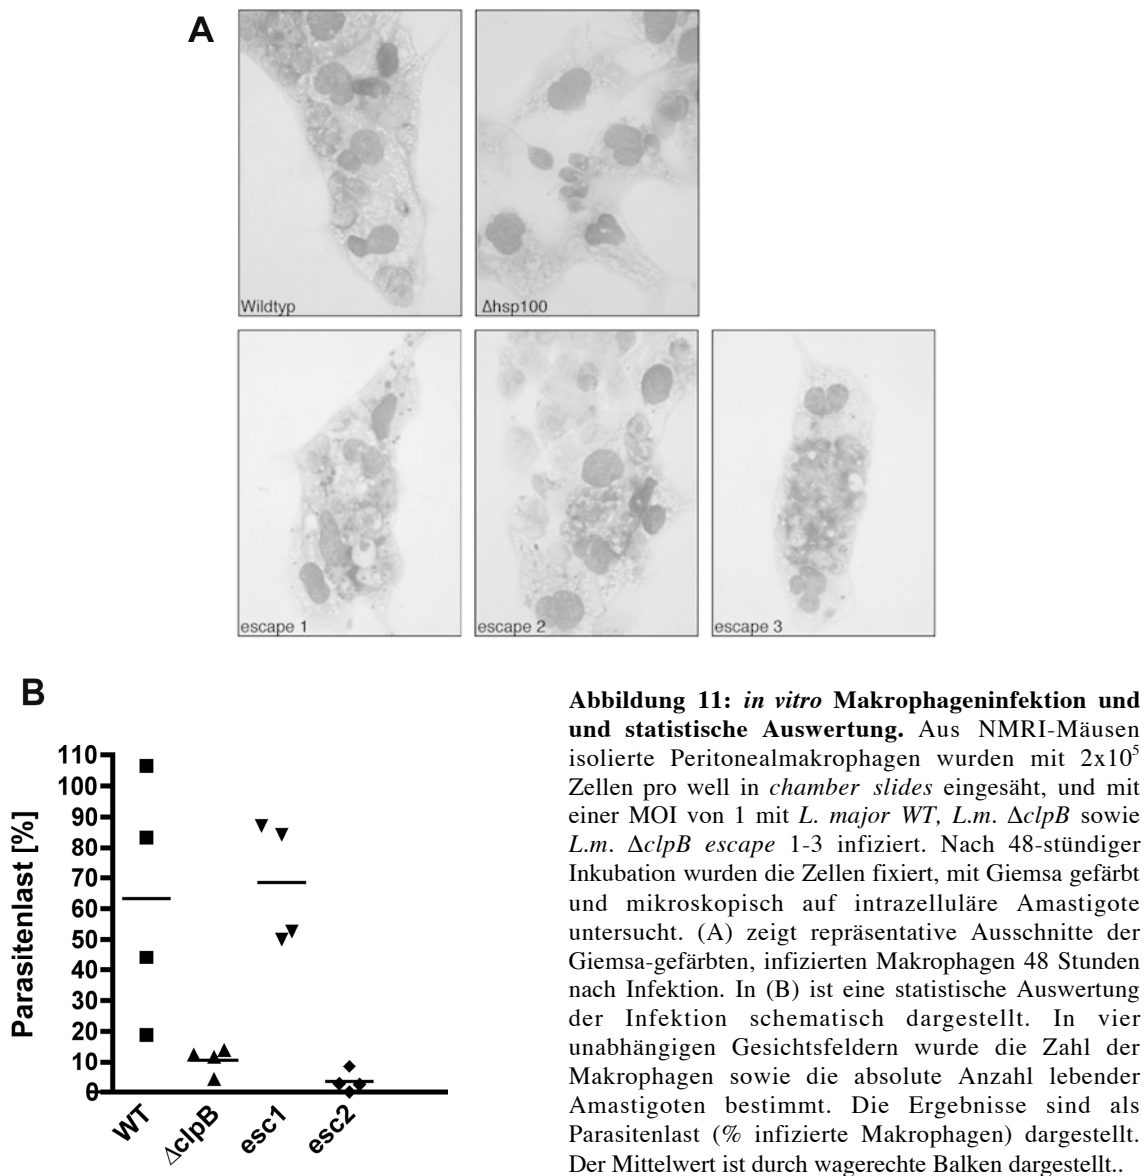 A
Wildtyp
Δhsp100
escape 1
escape 2
escape 3
B
Parasitenlast [%]
110
100
90
80
70
60
50
40
30
20
10
0
WT
ΔclpB
esc1
esc2
Abbildung 11: in vitro Makrophageninfektion und
und statistische Auswertung. Aus NMRI-Mäusen
isolierte Peritonealmakrophagen wurden mit 2x10⁵
Zellen pro well in chamber slides eingesäht, und mit
einer MOI von 1 mit L. major WT, L.m. ΔclpB sowie
L.m. ΔclpB escape 1-3 infiziert. Nach 48-stündiger
Inkubation wurden die Zellen fixiert, mit Giemsa gefärbt
und mikroskopisch auf intrazelluläre Amastigote
untersucht. (A) zeigt repräsentative Ausschnitte der
Giemsa-gefärbten, infizierten Makrophagen 48 Stunden
nach Infektion. In (B) ist eine statistische Auswertung
der Infektion schematisch dargestellt. In vier
unabhängigen Gesichtsfeldern wurde die Zahl der
Makrophagen sowie die absolute Anzahl lebender
Amastigoten bestimmt. Die Ergebnisse sind als
Parasitenlast (% infizierte Makrophagen) dargestellt.
Der Mittelwert ist durch wagerechte Balken dargestellt..